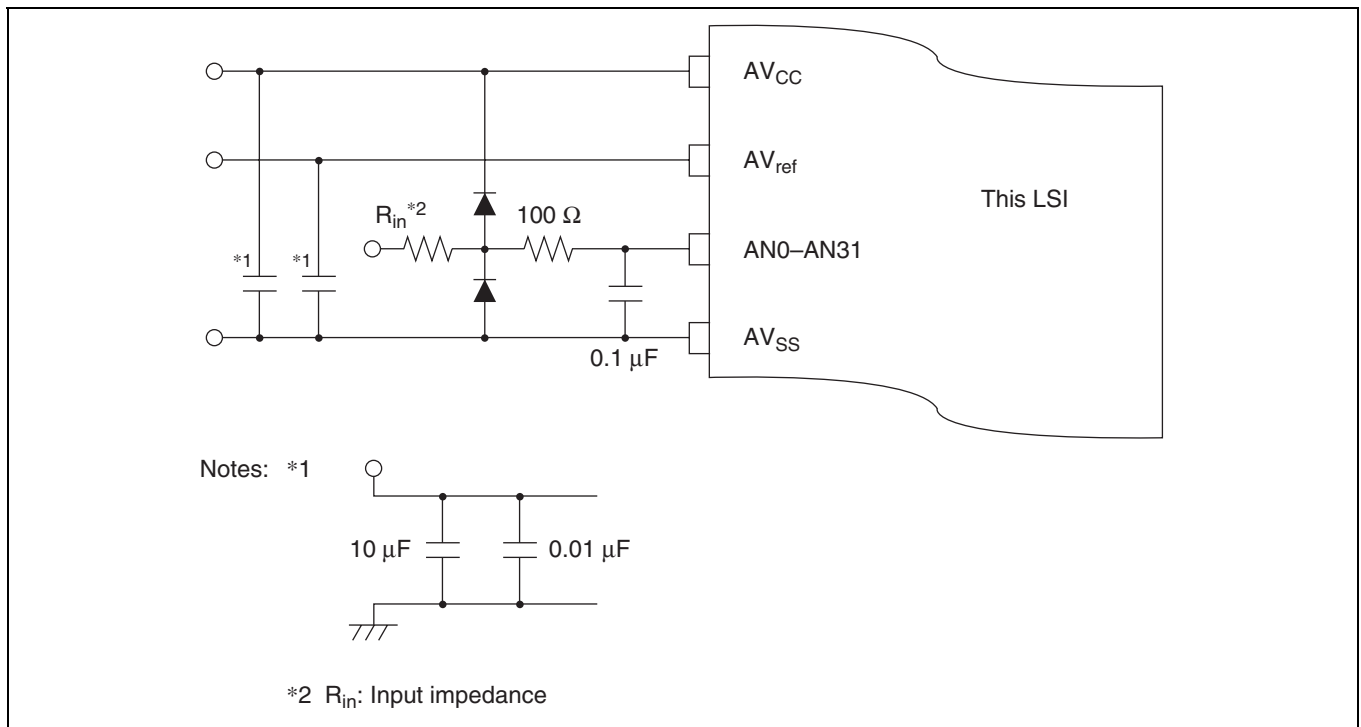 AVCC
AVref
This LSI
Rin*2
100 Ω
AN0–AN31
*1
*1
AVSS
0.1 μF
Notes: *1
10 μF
0.01 μF
*2 Rin: Input impedance